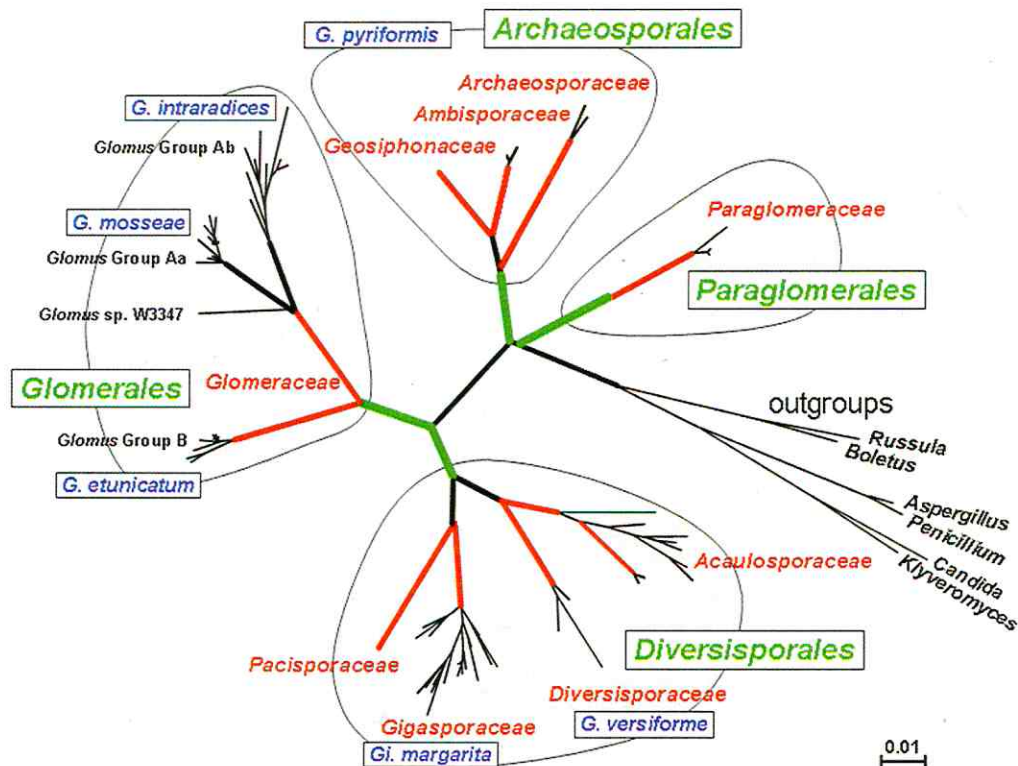 G. pyriformis
Archaeosporales
Archaeosporaceae
Ambisporaceae
Geosiphonaceae
G. intraradices
Glomus Group Ab
G. mosseae
Glomus Group Aa
Glomus sp. W3347
Glomerales
Glomeraceae
Glomus Group B
G. etunicatum
Paraglomeraceae
Paraglomerales
outgroups
Russula
Boletus
Aspergillus
Penicillium
Candida
Klyveromyces
Acaulosporaceae
Diversisporales
Pacisporaceae
Diversisporaceae
G. versiforme
Gigasporaceae
Gi. margarita
0.01